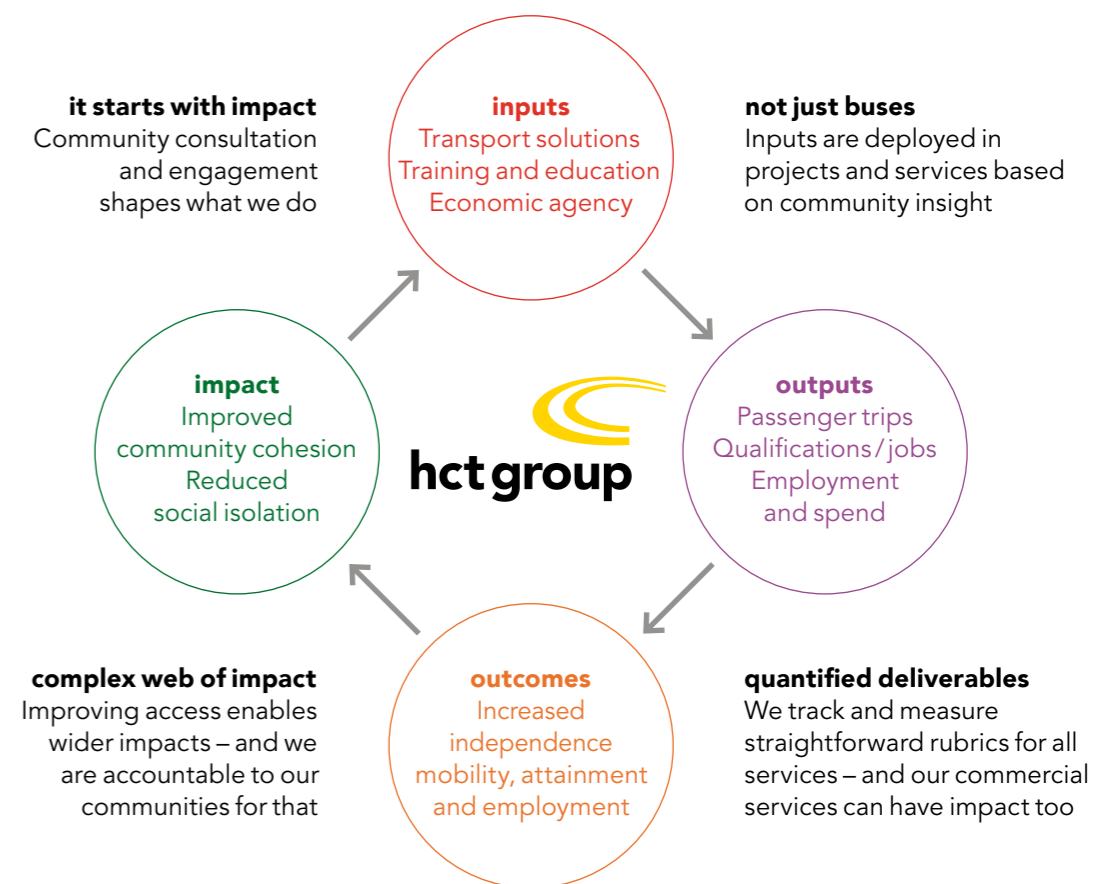 it starts with impact
Community consultation
and engagement
shapes what we do
inputs
Transport solutions
Training and education
Economic agency
not just buses
Inputs are deployed in
projects and services based
on community insight
impact
Improved
community cohesion
Reduced
social isolation
hct group
outputs
Passenger trips
Qualifications / jobs
Employment
and spend
complex web of impact
Improving access enables
wider impacts – and we
are accountable to our
communities for that
outcomes
Increased
independence
mobility, attainment
and employment
quantified deliverables
We track and measure
straightforward rubrics for all
services – and our commercial
services can have impact too